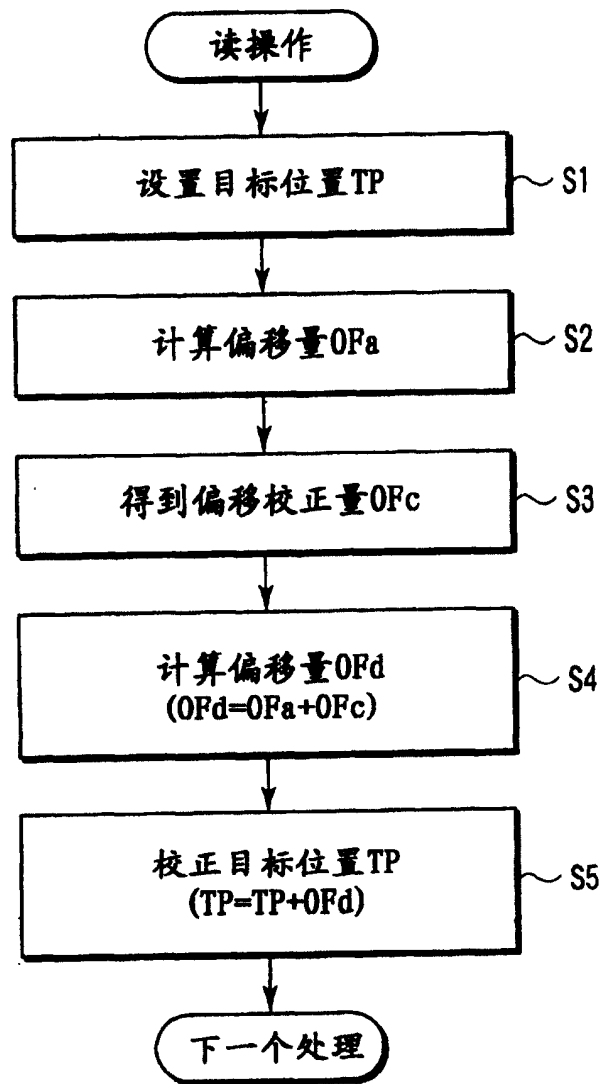 读操作
设置目标位置TP
S1
计算偏移量OFa
S2
得到偏移校正量OFc
S3
计算偏移量OFd
(OFd=OFa+OFc)
S4
校正目标位置TP
(TP=TP+OFd)
S5
下一个处理